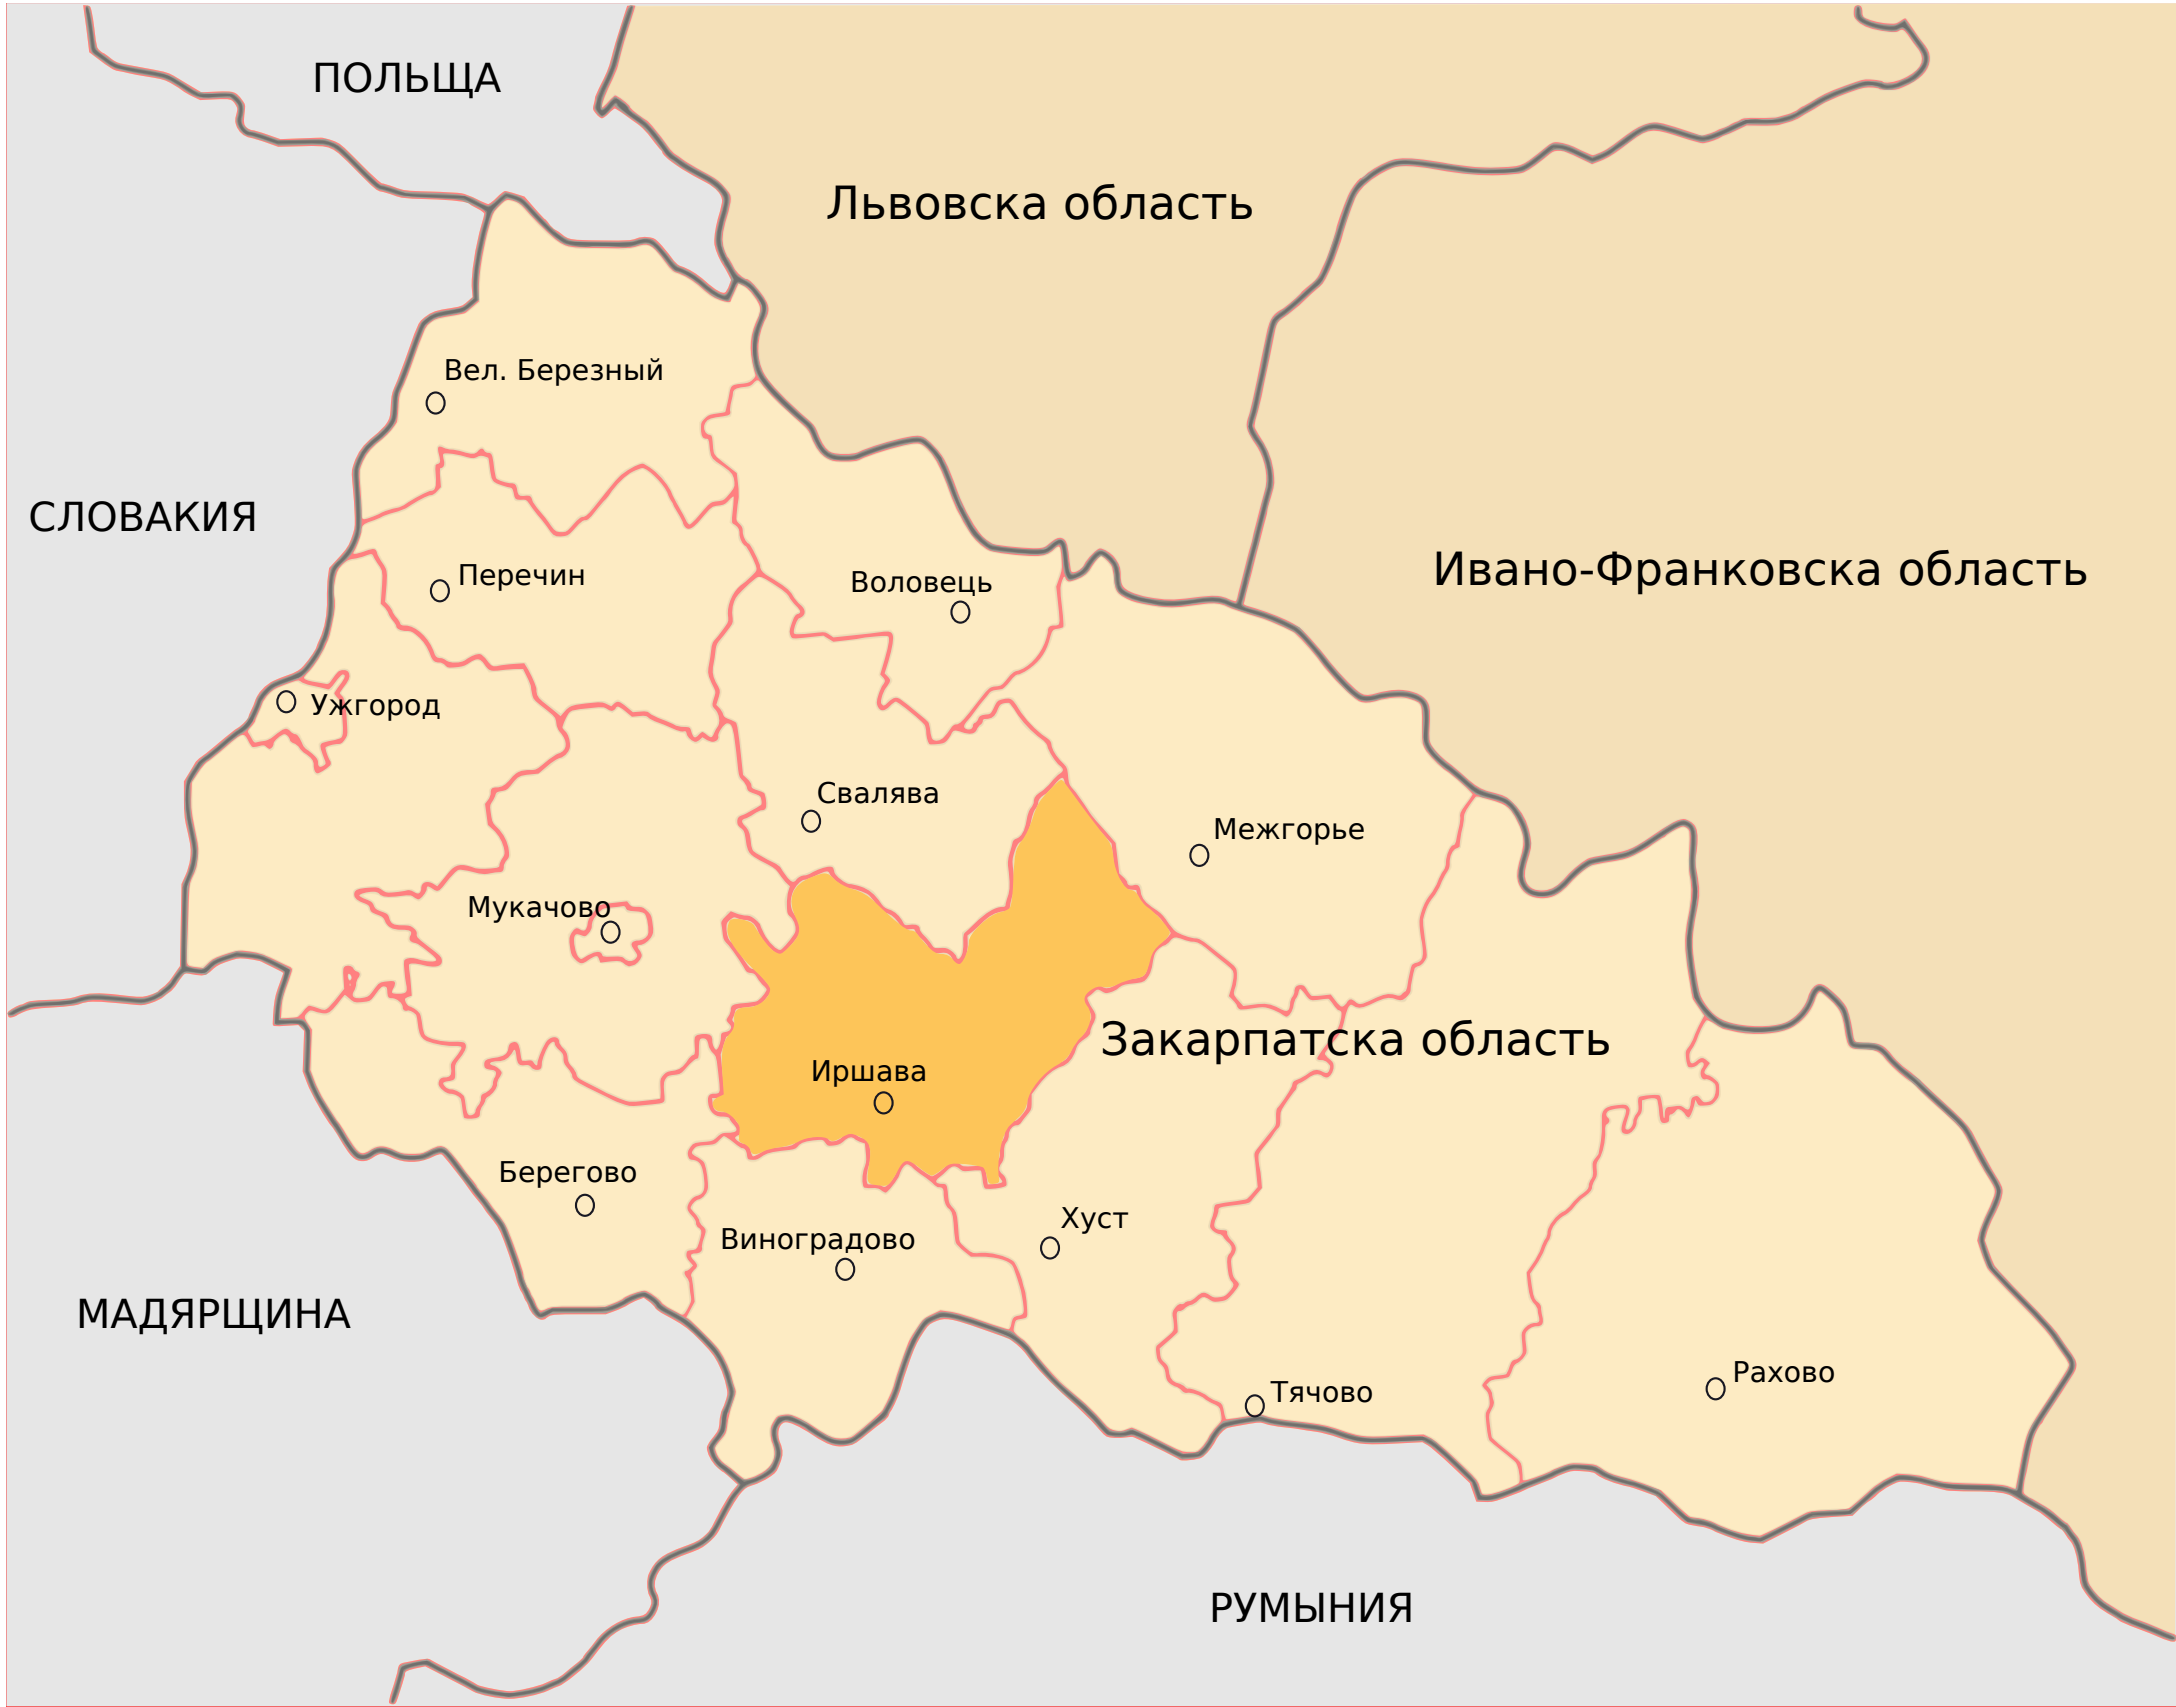 ПОЛЬЩА
Львовска область
Вел. Березный
СЛОВАКИЯ
Ивано-Франковска область
Перечин
Воловець
Ужгород
Свалява
Межгорье
Мукачово
Закарпатска область
Иршава
Берегово
Хуст
Виноградово
МАДЯРЩИНА
Рахово
Тячово
РУМЫНИЯ